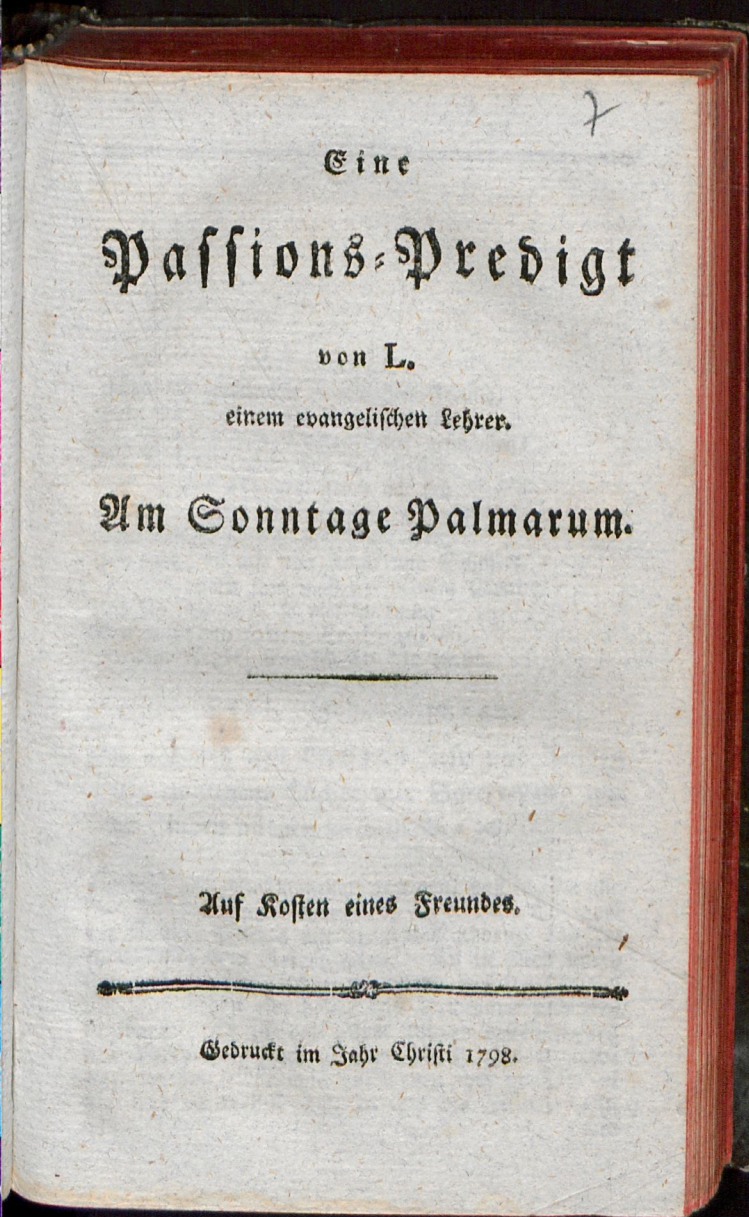 7
Eine
Passions-Predigt
von L.
einem evangelischen Lehrer.
Am Sonntage Palmarum.
Auf Kosten eines Freundes.
Gedruckt im Jahr Christi 1798.